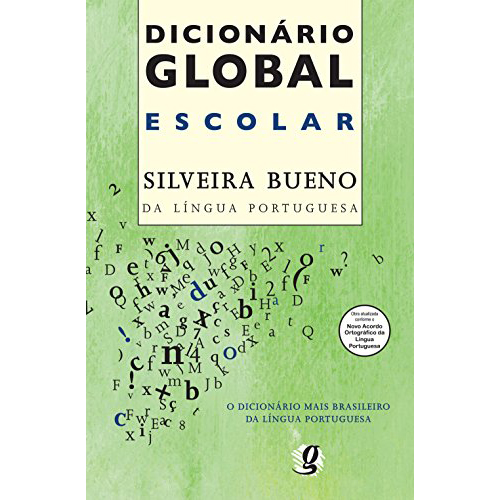 DICIONÁRIO
GLOBAL
ESCOLAR
SILVEIRA BUENO
DA LÍNGUA PORTUGUESA
Obra atualizada
conforme o
Novo Acordo
Ortográfico da
Língua
Portuguesa
O DICIONÁRIO MAIS BRASILEIRO
DA LÍNGUA PORTUGUESA
g